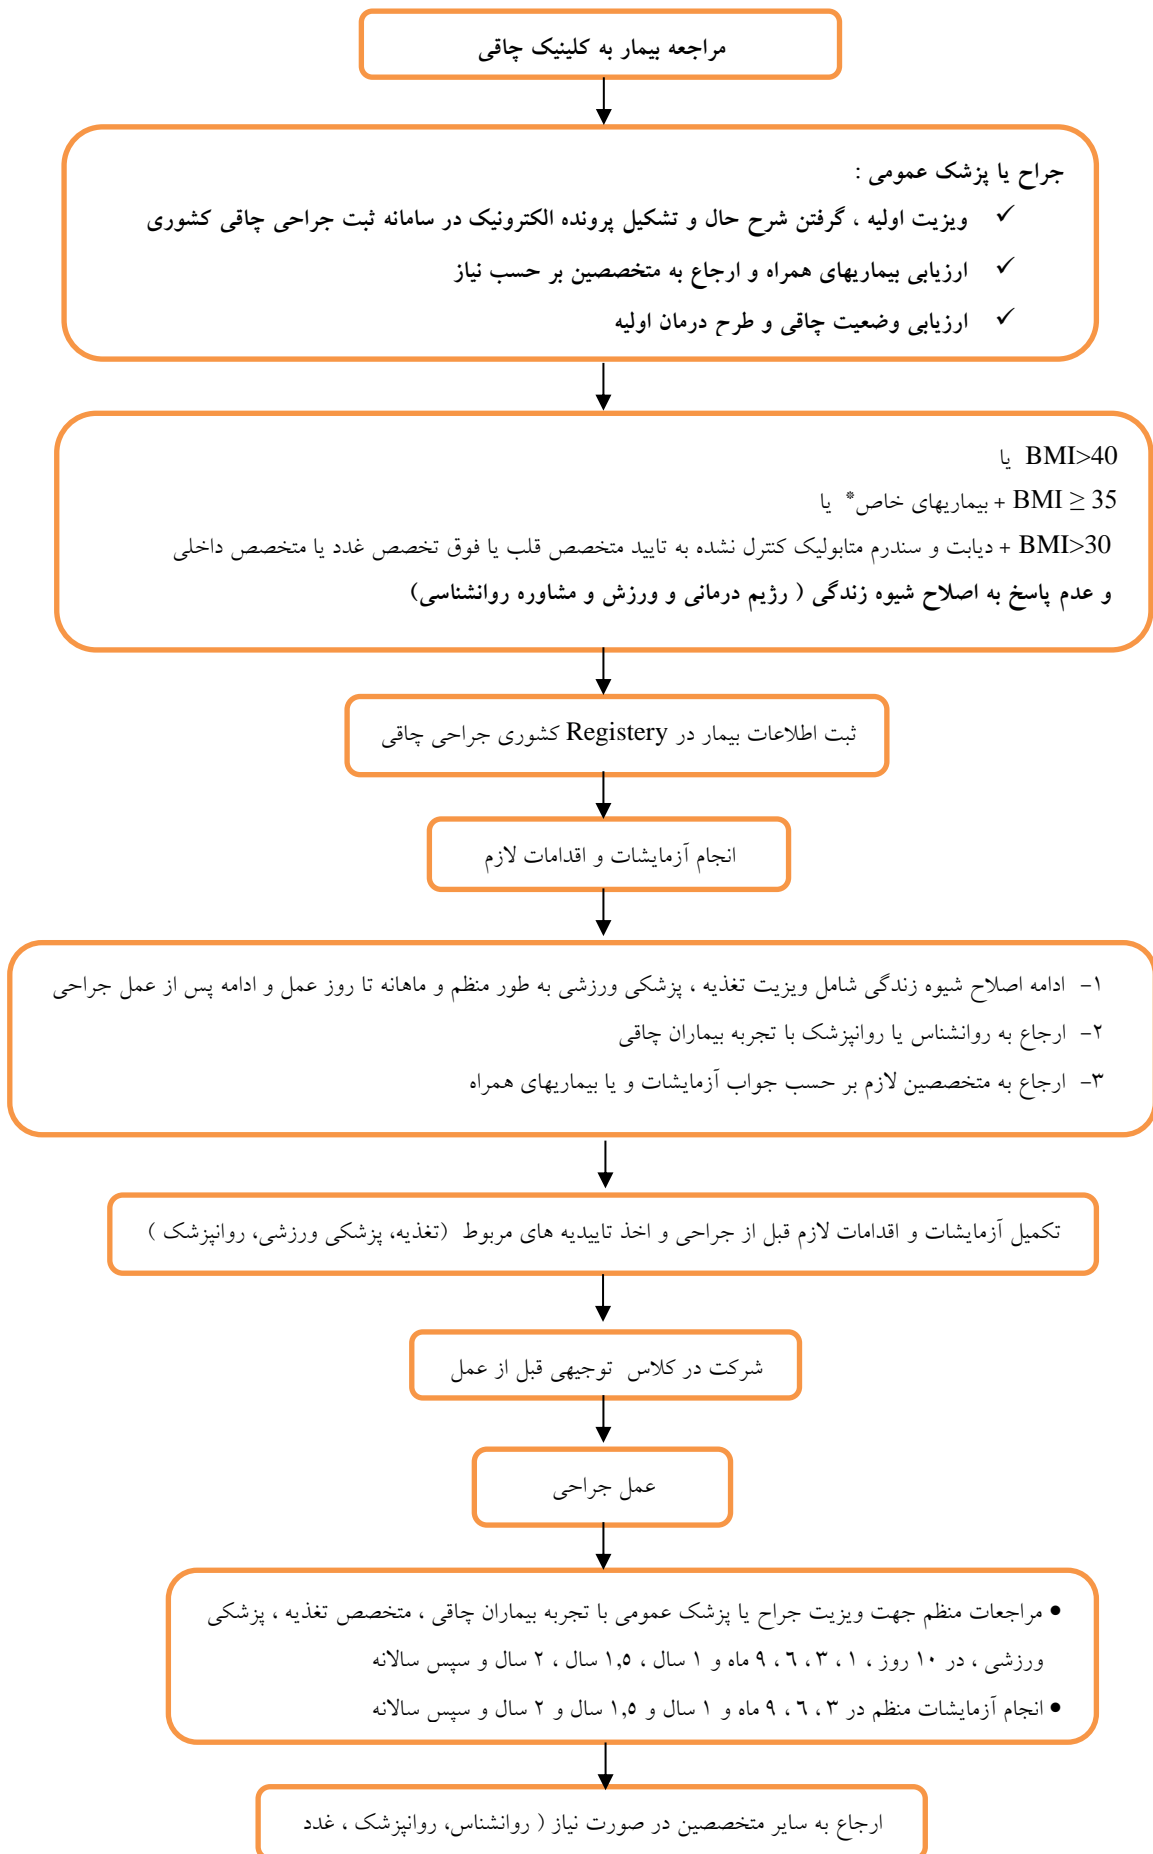 مراجعه بیمار به کلینیک چاقی
جراح یا پزشک عمومی :
✓ ویزیت اولیه ، گرفتن شرح حال و تشکیل پرونده الکترونیک در سامانه ثبت جراحی چاقی کشوری
✓ ارزیابی بیماریهای همراه و ارجاع به متخصصین بر حسب نیاز
✓ ارزیابی وضعیت چاقی و طرح درمان اولیه
BMI>40 یا
BMI ≥ 35 + بیماریهای خاص* یا
BMI>30 + دیابت و سندرم متابولیک کنترل نشده به تایید متخصص قلب یا فوق تخصص غدد یا متخصص داخلی
و عدم پاسخ به اصلاح شیوه زندگی ( رژیم درمانی و ورزش و مشاوره روانشناسی)
ثبت اطلاعات بیمار در Registery کشوری جراحی چاقی
انجام آزمایشات و اقدامات لازم
۱- ادامه اصلاح شیوه زندگی شامل ویزیت تغذیه ، پزشکی ورزشی به طور منظم و ماهانه تا روز عمل و ادامه پس از عمل جراحی
۲- ارجاع به روانشناس یا روانپزشک با تجربه بیماران چاقی
۳- ارجاع به متخصصین لازم بر حسب جواب آزمایشات و یا بیماریهای همراه
تکمیل آزمایشات و اقدامات لازم قبل از جراحی و اخذ تاییدیه های مربوط (تغذیه، پزشکی ورزشی، روانپزشک )
شرکت در کلاس توجیهی قبل از عمل
عمل جراحی
• مراجعات منظم جهت ویزیت جراح یا پزشک عمومی با تجربه بیماران چاقی ، متخصص تغذیه ، پزشکی
ورزشی ، در ۱۰ روز ، ۱ ، ۳ ، ٦ ، ۹ ماه و ۱ سال ، ۱,٥ سال ، ۲ سال و سپس سالانه
• انجام آزمایشات منظم در ۳ ، ٦ ، ۹ ماه و ۱ سال و ۱,٥ سال و ۲ سال و سپس سالانه
ارجاع به سایر متخصصین در صورت نیاز ( روانشناس، روانپزشک ، غدد